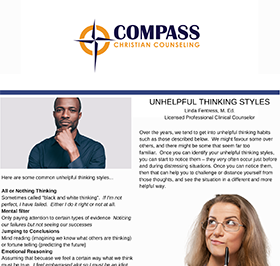 COMPASS
CHRISTIAN COUNSELING
UNHELPFUL THINKING STYLES
Linda Fentress, M. Ed.
Licensed Professional Clinical Counselor
Over the years, we tend to get into unhelpful thinking habits
such as those described below. We might favour some over
others, and there might be some that seem far too
familiar. Once you can identify your unhelpful thinking styles,
you can start to notice them – they very often occur just before
and during distressing situations. Once you can notice them,
then that can help you to challenge or distance yourself from
those thoughts, and see the situation in a different and more
helpful way.
Here are some common unhelpful thinking styles...
All or Nothing Thinking
Sometimes called "black and white thinking". If I'm not
perfect, I have failed. Either I do it right or not at all.
Mental filter
Only paying attention to certain types of evidence. Noticing
our failures but not seeing our successes
Jumping to Conclusions
Mind reading (imagining we know what others are thinking)
or fortune telling (predicting the future)
Emotional Reasoning
Assuming that because we feel a certain way what we think
must be true. I feel embarrassed